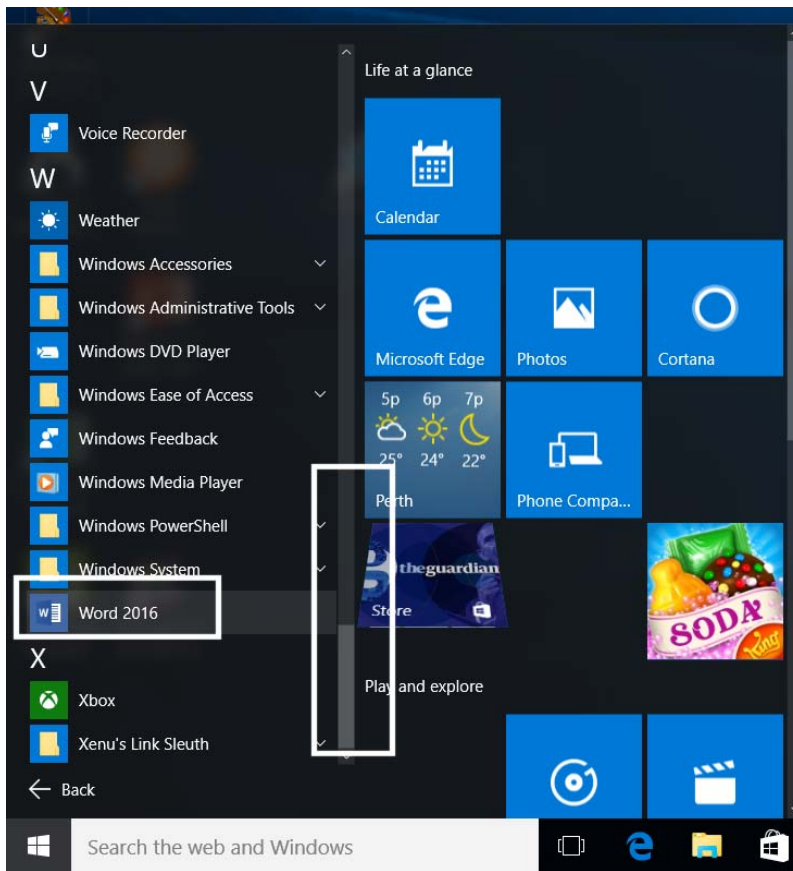 U
V
Voice Recorder
W
Weather
Windows Accessories
Windows Administrative Tools
Windows DVD Player
Windows Ease of Access
Windows Feedback
Windows Media Player
Windows PowerShell
Windows System
W Word 2016
X
Xbox
Xenu's Link Sleuth
Back
Life at a glance
Calendar
Microsoft Edge
Photos
Cortana
5p 6p 7p
25° 24° 22°
Perth
Phone Compa...
theguardian
Store
SODA
King
Play and explore
Search the web and Windows